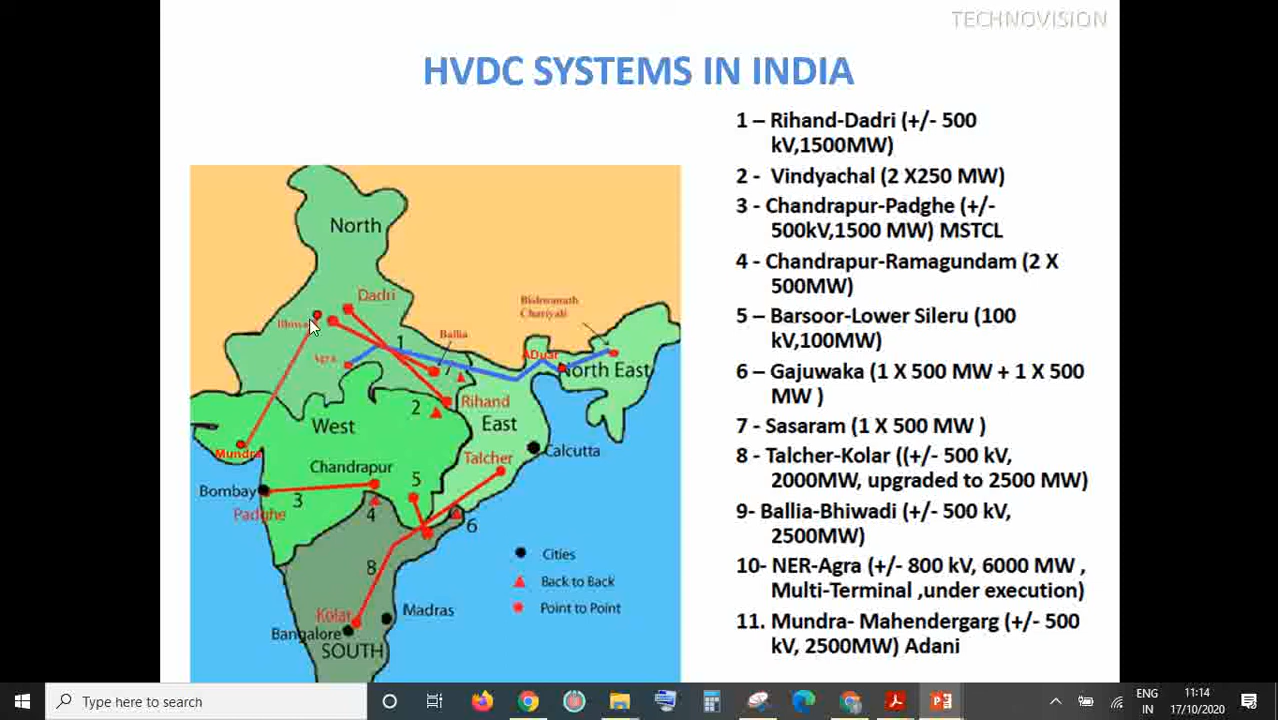 TECHNOVISION
HVDC SYSTEMS IN INDIA
1 – Rihand-Dadri (+/- 500
kV,1500MW)
2 - Vindyachal (2 X250 MW)
3 - Chandrapur-Padghe (+/-
500kV,1500 MW) MSTCL
4 - Chandrapur-Ramagundam (2 X
500MW)
5 - Barsoor-Lower Sileru (100
kV,100MW)
6 – Gajuwaka (1 X 500 MW + 1 X 500
MW )
7 - Sasaram (1 X 500 MW )
8 - Talcher-Kolar ((+/- 500 kV,
2000MW, upgraded to 2500 MW)
9- Ballia-Bhiwadi (+/- 500 kV,
2500MW)
10- NER-Agra (+/- 800 kV, 6000 MW ,
Multi-Terminal ,under execution)
11. Mundra- Mahendergarg (+/- 500
kV, 2500MW) Adani
North
Dadri
Bishwanath
Chariyali
Ballia
1
Agra
ADuar
7
North East
2
Rihand
West
East
Mundra
Calcutta
Talcher
Chandrapur
5
Bombay
3
Padghe
4
6
8
Cities
Back to Back
Point to Point
Kolar
Madras
Bangalore
SOUTH
Type here to search
ENG
IN
11:14
17/10/2020